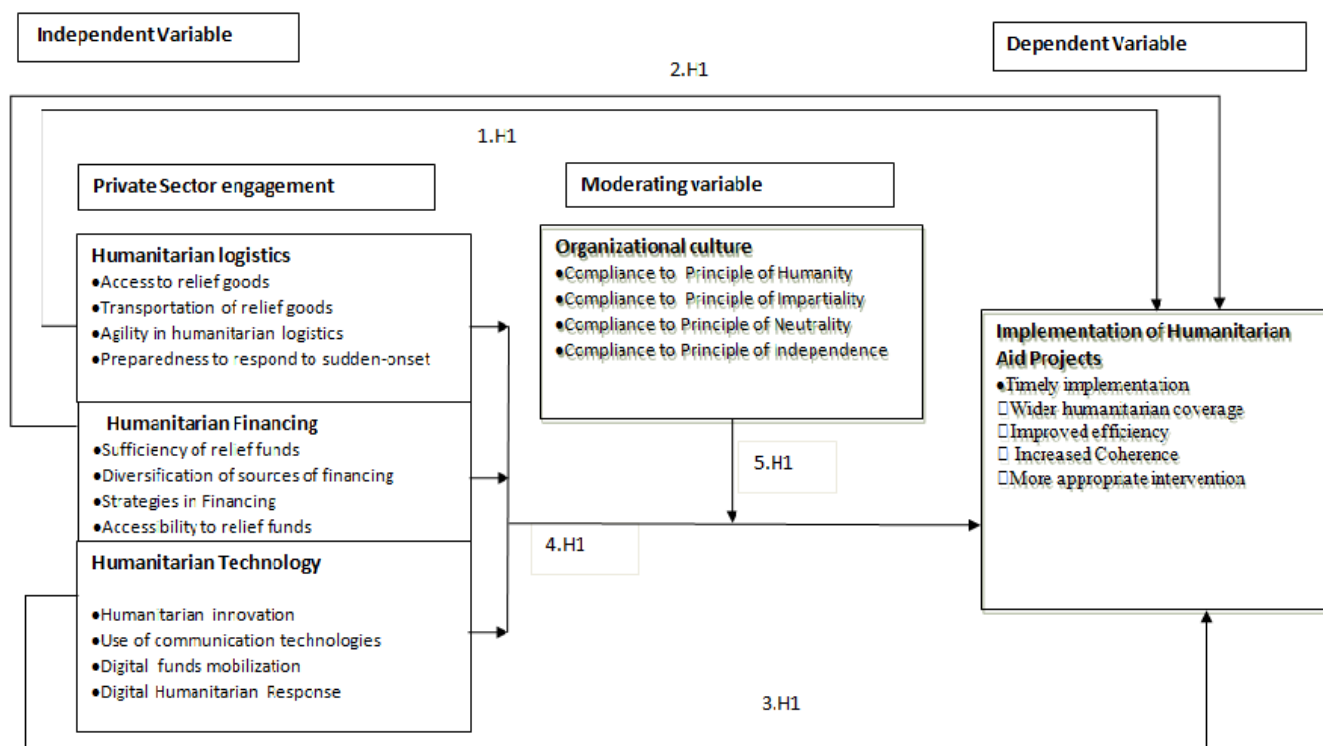 Independent Variable
Dependent Variable
2.H1
1.H1
Private Sector engagement
Moderating variable
Humanitarian logistics
●Access to relief goods
●Transportation of relief goods
●Agility in humanitarian logistics
●Preparedness to respond to sudden-onset
Organizational culture
●Compliance to Principle of Humanity
●Compliance to Principle of Impartiality
●Compliance to Principle of Neutrality
●Compliance to Principle of Independence
Implementation of Humanitarian
Aid Projects
●Timely implementation
□Wider humanitarian coverage
□Improved efficiency
□ Increased Coherence
□More appropriate intervention
Humanitarian Financing
●Sufficiency of relief funds
●Diversification of sources of financing
●Strategies in Financing
●Accessibility to relief funds
5.H1
4.H1
Humanitarian Technology
●Humanitarian innovation
●Use of communication technologies
●Digital funds mobilization
●Digital Humanitarian Response
3.H1